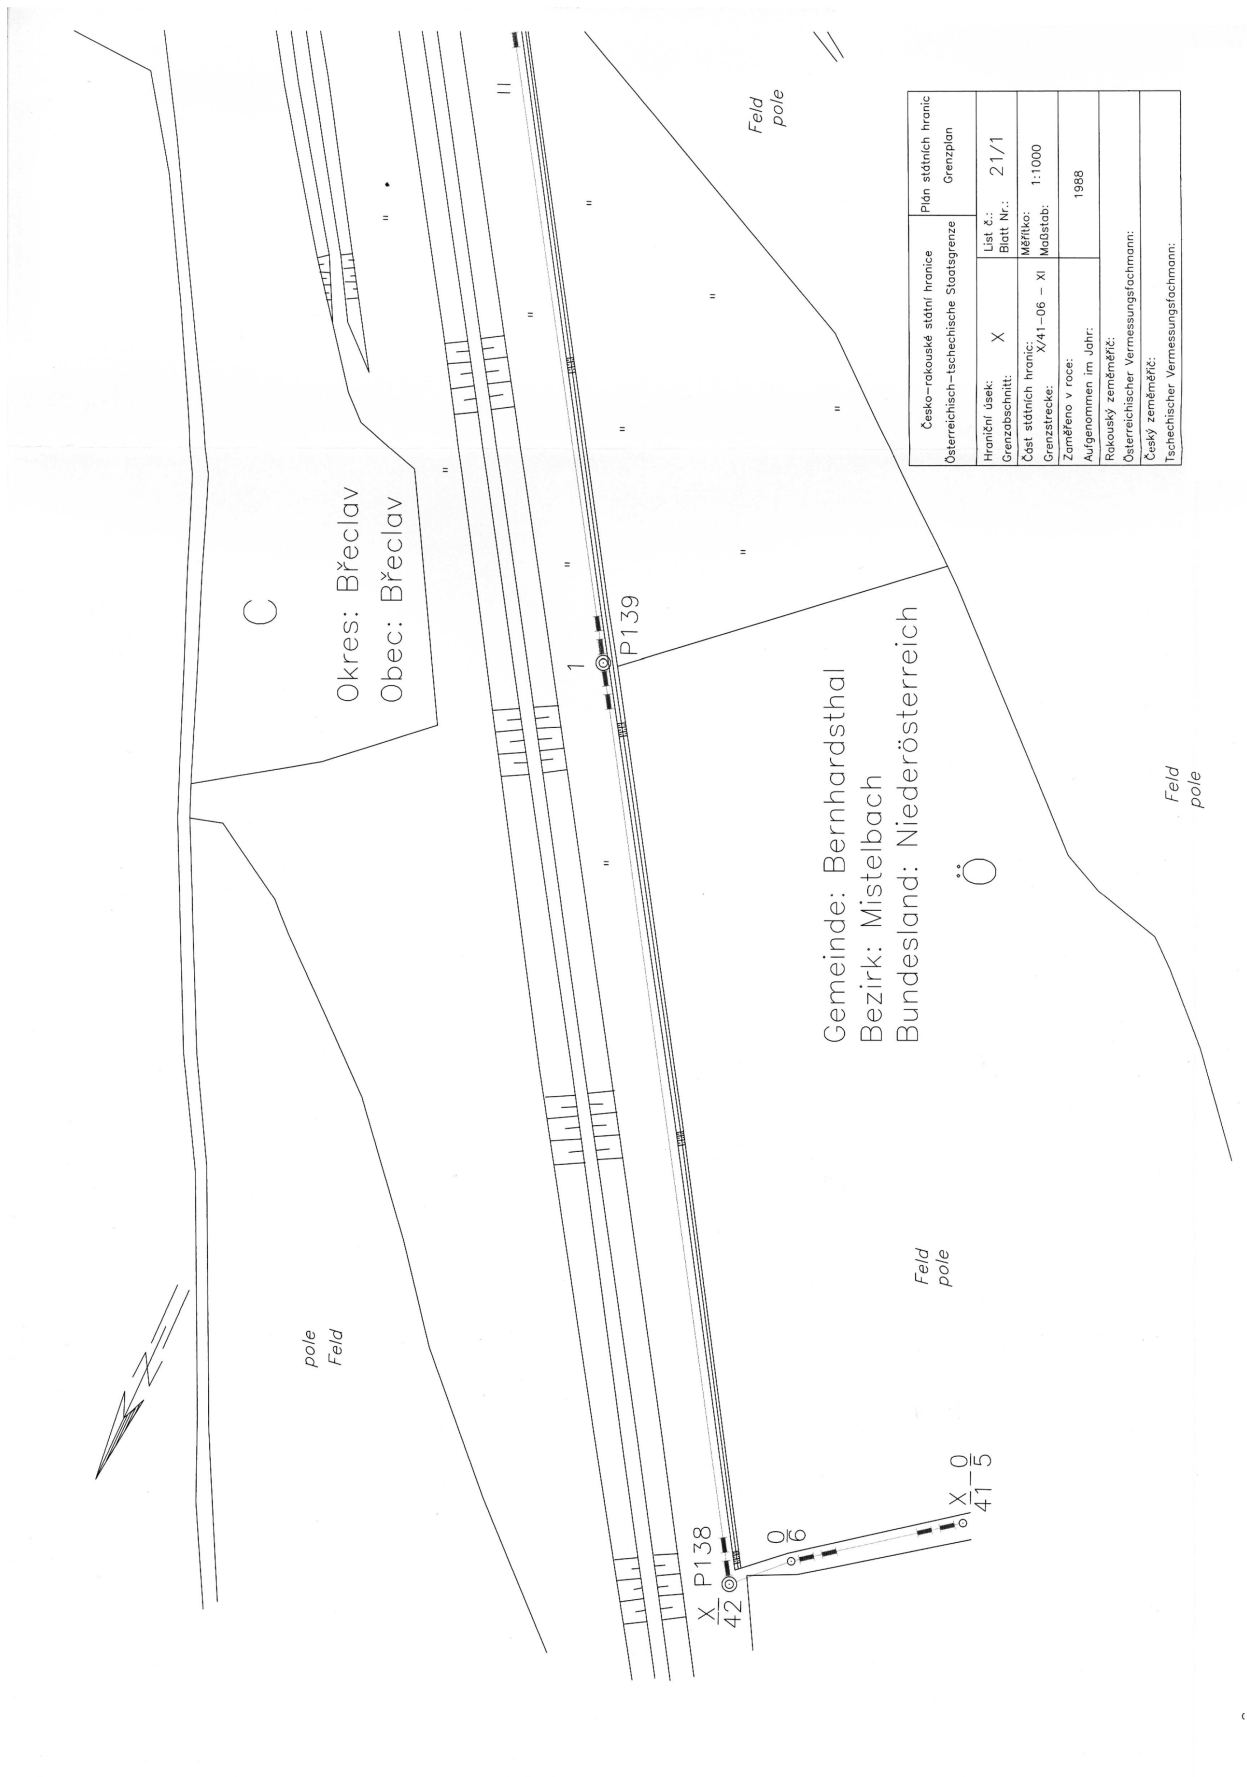 C
Okres: Břeclav
Obec: Břeclav
pole
Feld
II
1
P139
X P138
42
0
6
X – 0
41 5
Gemeinde: Bernhardsthal
Bezirk: Mistelbach
Bundesland: Niederösterreich
Ö
Feld
pole
Feld
pole
Feld
pole
Česko–rakouské státní hranice
Österreichisch–tschechische Staatsgrenze
Plán státních hranic
Grenzplan
Hraniční úsek:
Grenzabschnitt: X
List č.:
Blatt Nr.: 21/1
Část státních hranic:
Grenzstrecke: X/41–06 – XI
Měřítko:
Maßstab: 1:1000
Zaměřeno v roce:
Aufgenommen im Jahr: 1988
Rakouský zeměměřič:
Österreichischer Vermessungsfachmann:
Český zeměměřič:
Tschechischer Vermessungsfachmann: